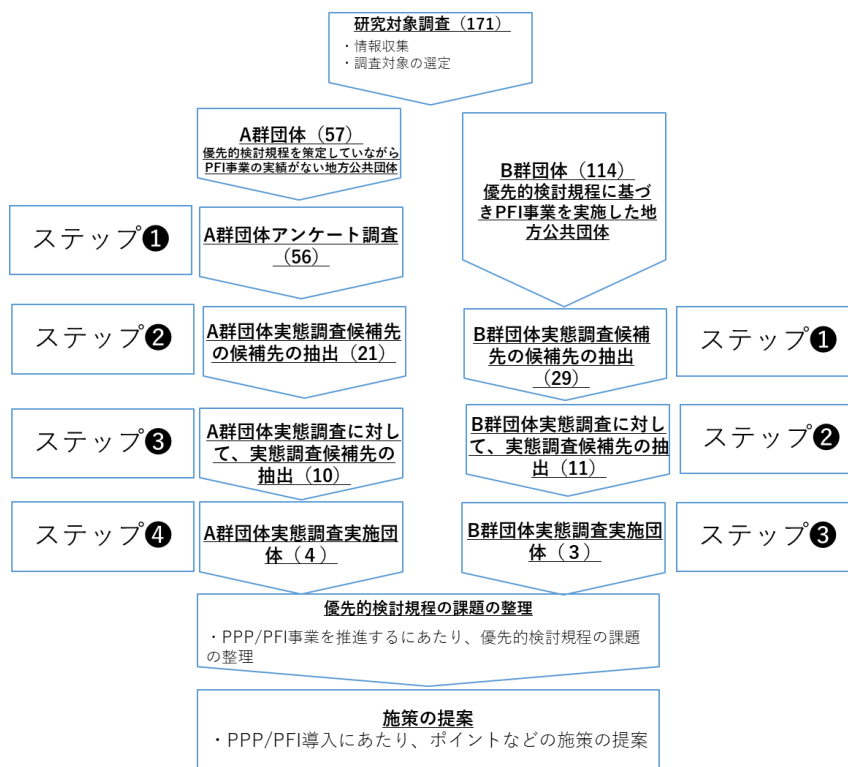 研究対象調査（171）
・情報収集
・調査対象の選定
A群団体（57）
優先的検討規程を策定していながら
PFI事業の実績がない地方公共団体
B群団体（114）
優先的検討規程に基づ
きPFI事業を実施した地
方公共団体
ステップ❶
A群団体アンケート調査
（56）
ステップ❷
A群団体実態調査候補先
の候補先の抽出（21）
B群団体実態調査候補
先の候補先の抽出
（29）
ステップ❶
ステップ❸
A群団体実態調査に対し
て、実態調査候補先の
抽出（10）
B群団体実態調査に対し
て、実態調査候補先の抽
出（11）
ステップ❷
ステップ❹
A群団体実態調査実施団
体（４）
B群団体実態調査実施団
体（３）
ステップ❸
優先的検討規程の課題の整理
・PPP/PFI事業を推進するにあたり、優先的検討規程の課題
の整理
施策の提案
・PPP/PFI導入にあたり、ポイントなどの施策の提案